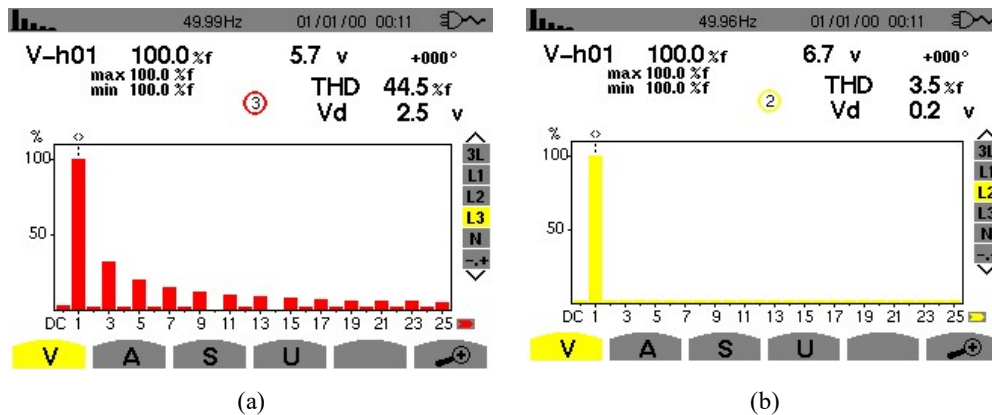 49.99Hz 01/01/00 00:11
V-h01 100.0 %f 5.7 v +000°
max 100.0 %f
min 100.0 %f
THD 44.5 %f
3
Vd 2.5 v
%
100
50
3L
L1
L2
L3
N
-.+
DC 1 3 5 7 9 11 13 15 17 19 21 23 25
V A S U
(a)
49.96Hz 01/01/00 00:11
V-h01 100.0 %f 6.7 v +000°
max 100.0 %f
min 100.0 %f
THD 3.5 %f
2
Vd 0.2 v
%
100
50
3L
L1
L2
L3
N
-.+
DC 1 3 5 7 9 11 13 15 17 19 21 23 25
V A S U
(b)